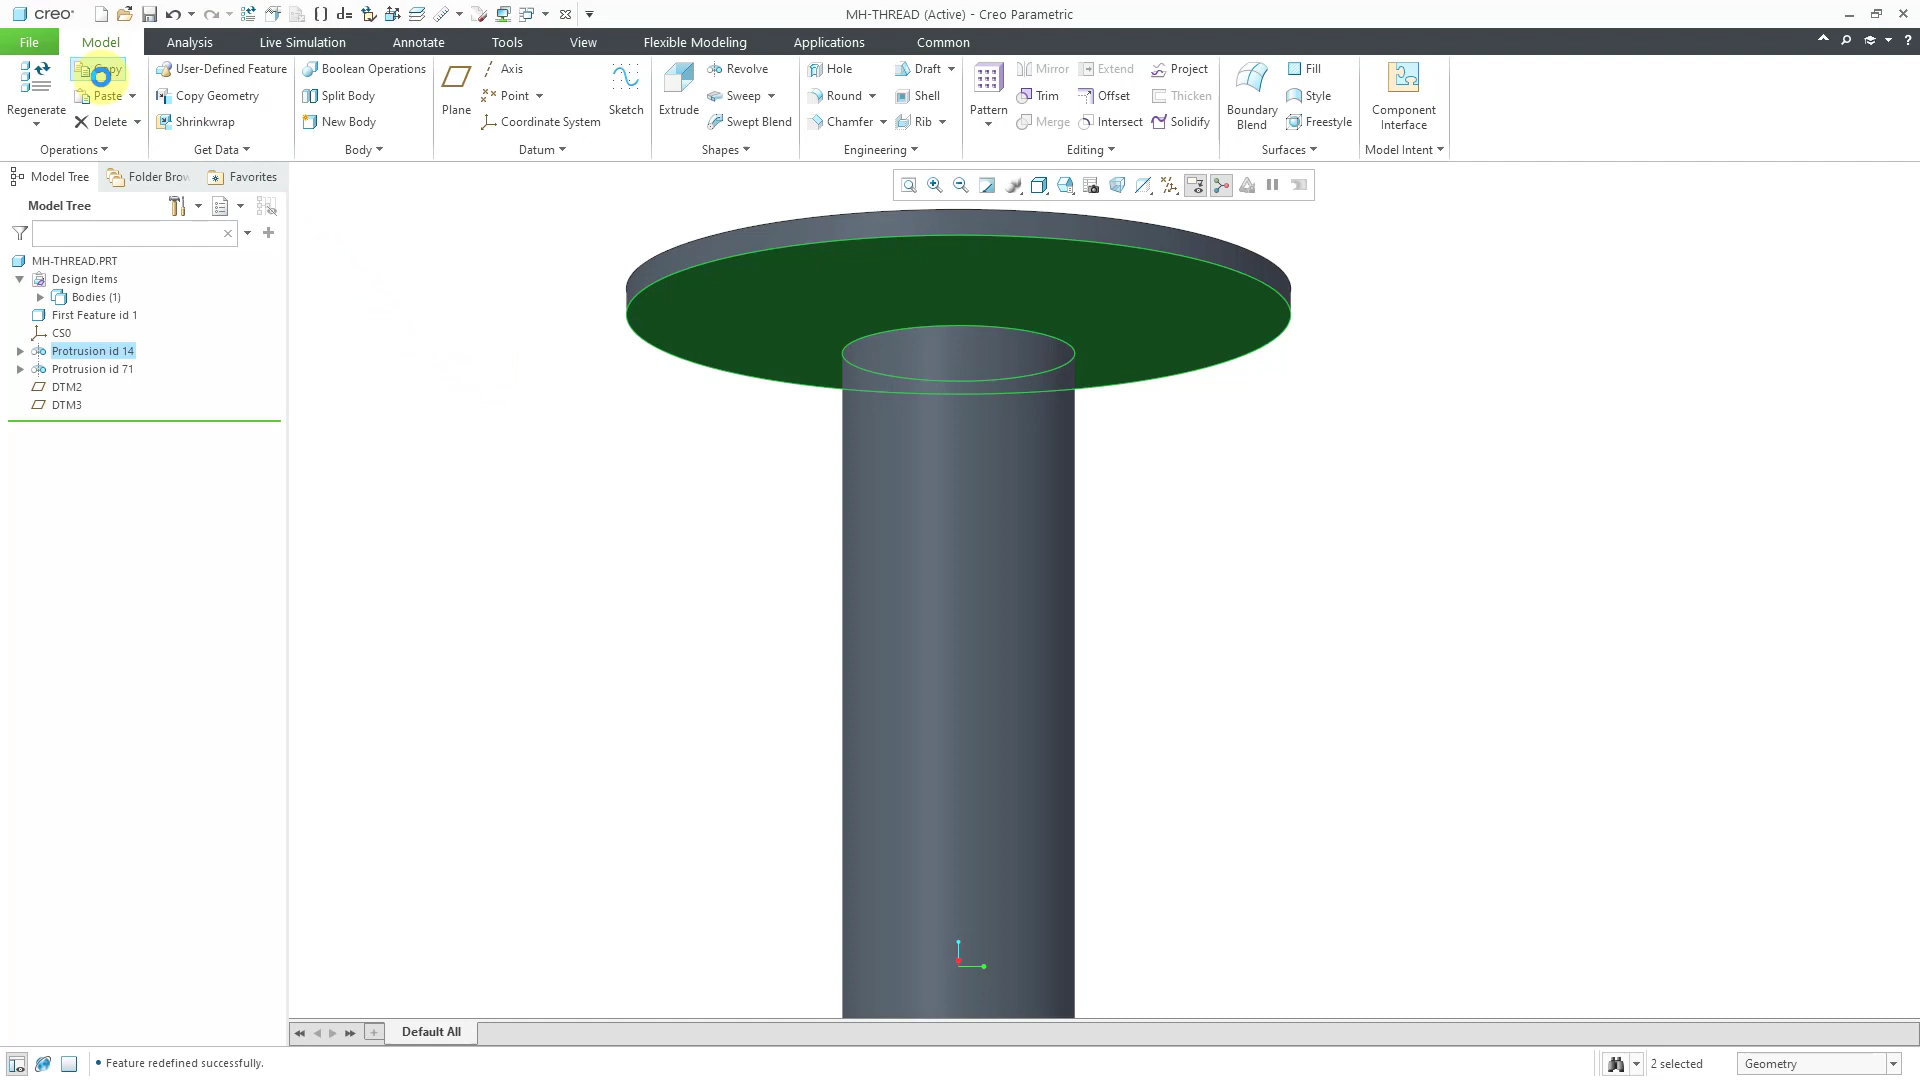 creo
MH-THREAD (Active) - Creo Parametric
File
Model
Analysis
Live Simulation
Annotate
Tools
View
Flexible Modeling
Applications
Common
Regenerate
Copy
Paste
Delete
Operations
User-Defined Feature
Copy Geometry
Shrinkwrap
Get Data
Boolean Operations
Split Body
New Body
Body
Plane
Axis
Point
Coordinate System
Sketch
Datum
Extrude
Revolve
Sweep
Swept Blend
Shapes
Hole
Round
Chamfer
Draft
Shell
Rib
Engineering
Pattern
Mirror
Trim
Merge
Extend
Offset
Intersect
Project
Thicken
Solidify
Editing
Boundary
Blend
Fill
Style
Freestyle
Surfaces
Component
Interface
Model Intent
Model Tree
Folder Brow
Favorites
Model Tree
MH-THREAD.PRT
Design Items
Bodies (1)
First Feature id 1
CS0
Protrusion id 14
Protrusion id 71
DTM2
DTM3
Default All
Feature redefined successfully.
2 selected
Geometry